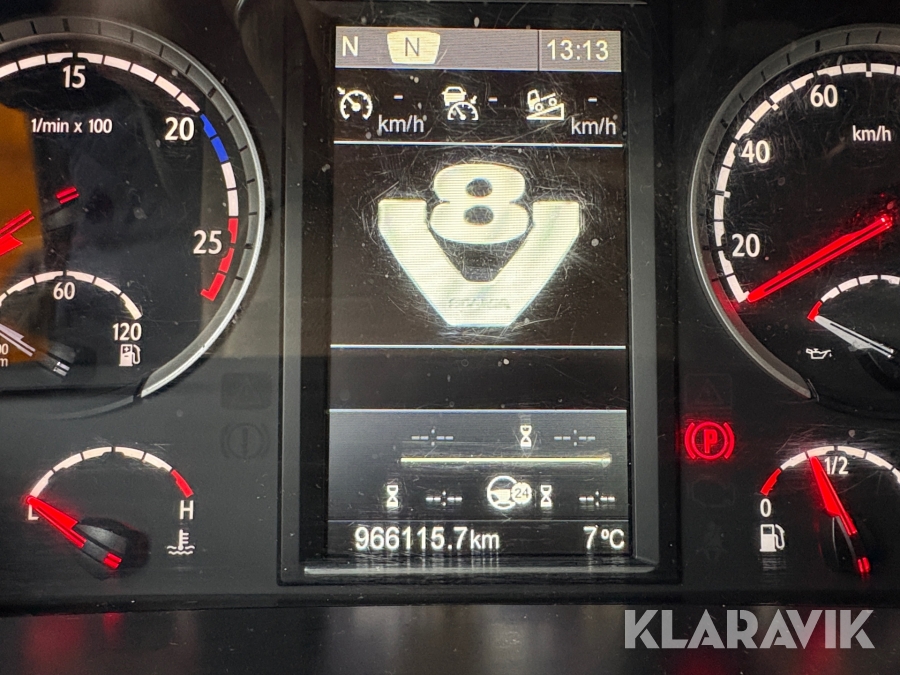 N N 13:13
15
1/min x 100
20
25
60
120
- - -
km/h km/h
8
V
60
km/h
40
20
--:-- --:--
24
--:-- --:--
966115.7km 7°C
L H
P
0 1/2
KLARAVIK